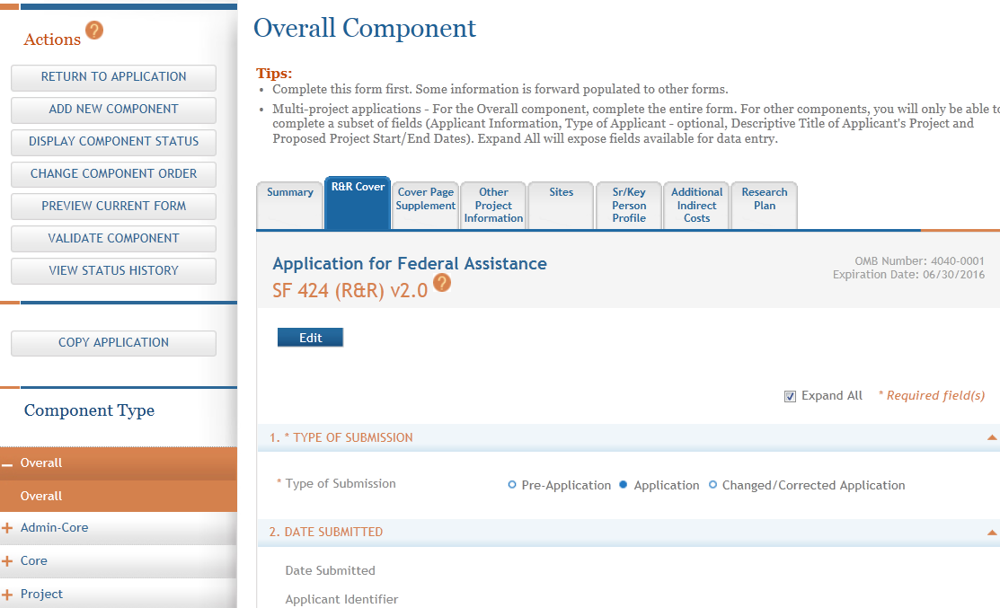 Actions ?
RETURN TO APPLICATION
ADD NEW COMPONENT
DISPLAY COMPONENT STATUS
CHANGE COMPONENT ORDER
PREVIEW CURRENT FORM
VALIDATE COMPONENT
VIEW STATUS HISTORY
COPY APPLICATION
Component Type
Overall
Overall
Admin-Core
Core
Project
Overall Component
Tips:
• Complete this form first. Some information is forward populated to other forms.
• Multi-project applications - For the Overall component, complete the entire form. For other components, you will only be able to
complete a subset of fields (Applicant Information, Type of Applicant - optional, Descriptive Title of Applicant's Project and
Proposed Project Start/End Dates). Expand All will expose fields available for data entry.
Summary
R&R Cover
Cover Page
Supplement
Other
Project
Information
Sites
Sr/Key
Person
Profile
Additional
Indirect
Costs
Research
Plan
Application for Federal Assistance
SF 424 (R&R) v2.0 ?
OMB Number: 4040-0001
Expiration Date: 06/30/2016
Edit
Expand All * Required field(s)
1. * TYPE OF SUBMISSION
* Type of Submission Pre-Application Application Changed/Corrected Application
2. DATE SUBMITTED
Date Submitted
Applicant Identifier